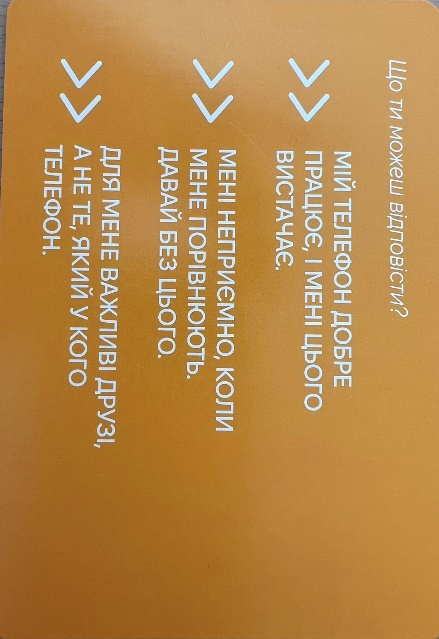 Що ти можеш відповісти?
МІЙ ТЕЛЕФОН ДОБРЕ
ПРАЦЮЄ, І МЕНІ ЦЬОГО
ВИСТАЧАЄ.
МЕНІ НЕПРИЄМНО, КОЛИ
МЕНЕ ПОРІВНЮЮТЬ.
ДАВАЙ БЕЗ ЦЬОГО.
ДЛЯ МЕНЕ ВАЖЛИВІ ДРУЗІ,
А НЕ ТЕ, ЯКИЙ У КОГО
ТЕЛЕФОН.